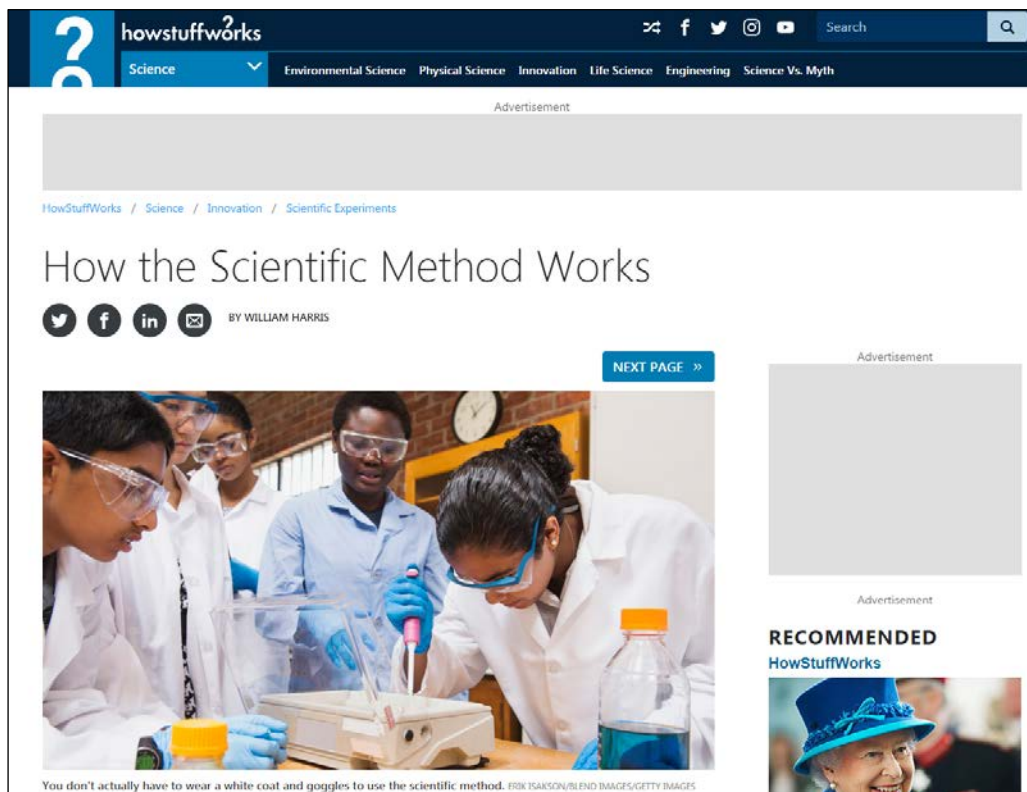 howstuffworks
Search
Science
Environmental Science Physical Science Innovation Life Science Engineering Science Vs. Myth
Advertisement
HowStuffWorks / Science / Innovation / Scientific Experiments
How the Scientific Method Works
BY WILLIAM HARRIS
NEXT PAGE »
Advertisement
You don't actually have to wear a white coat and goggles to use the scientific method. ERIK ISAKSON/BLEND IMAGES/GETTY IMAGES
Advertisement
RECOMMENDED
HowStuffWorks